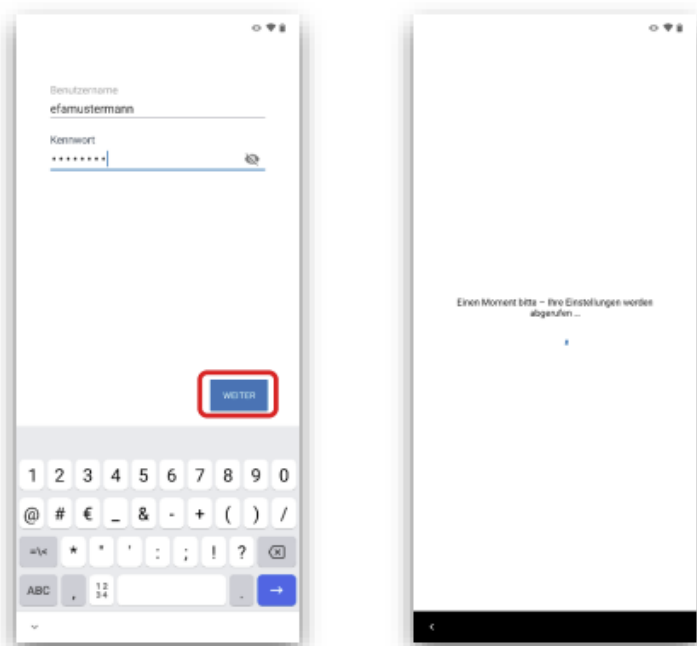 Benutzername
efamustermann
Kennwort
••••••••
WEITER
1 2 3 4 5 6 7 8 9 0
@ # € _ & - + ( ) /
=\< * " ' : ; ! ?
ABC , 12 34 .
Einen Moment bitte – Ihre Einstellungen werden
abgerufen ...